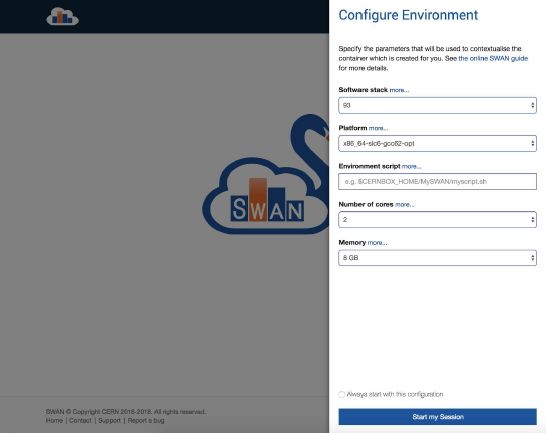 Configure Environment
Specify the parameters that will be used to contextualise the
container which is created for you. See the online SWAN guide
for more details.
Software stack more...
93
Platform more...
x86_64-slc6-gcc62-opt
Environment script more...
e.g. $CERNBOX_HOME/MySWAN/myscript.sh
Number of cores more...
2
Memory more...
8 GB
SWAN
Always start with this configuration
Start my Session
SWAN © Copyright CERN 2016-2018. All rights reserved.
Home | Contact | Support | Report a bug